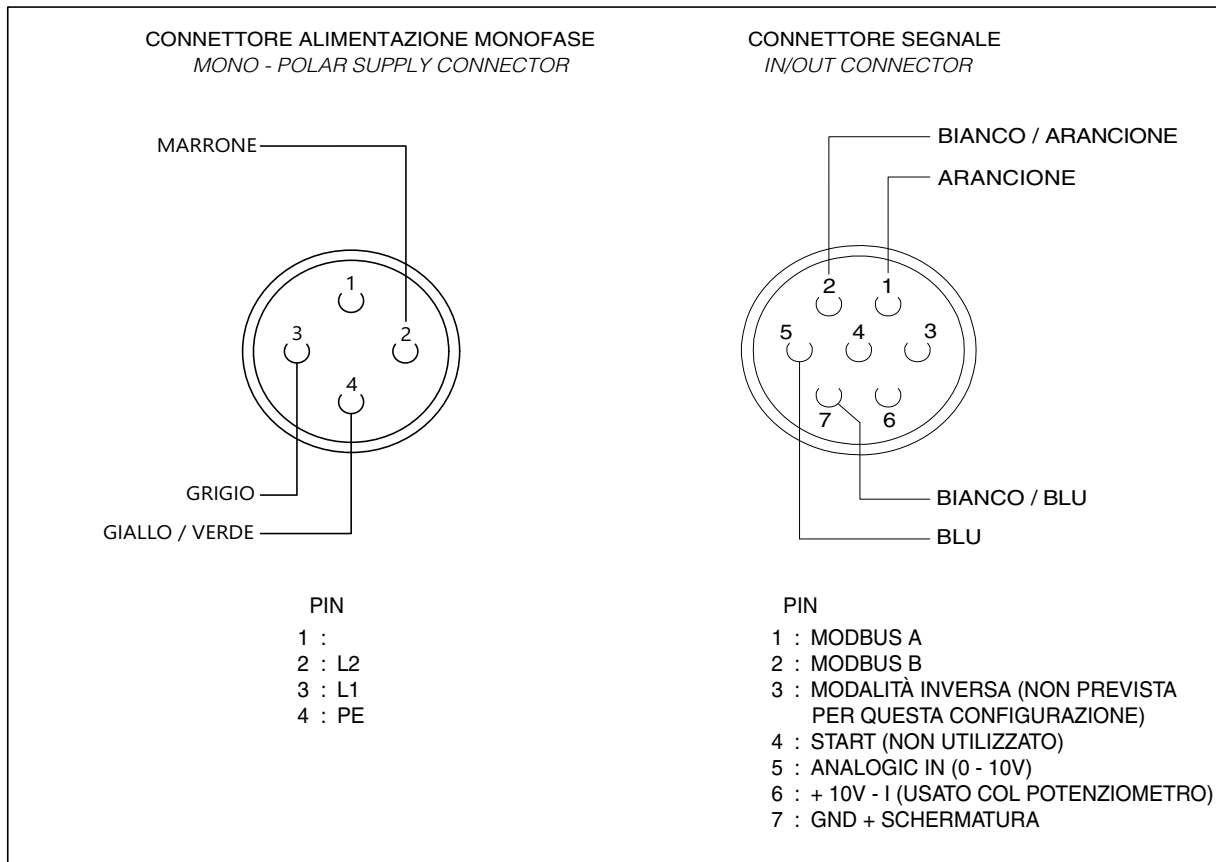 CONNETTORE ALIMENTAZIONE MONOFASE
MONO - POLAR SUPPLY CONNECTOR
MARRONE
1
3
2
4
GRIGIO
GIALLO / VERDE
PIN
1 :
2 : L2
3 : L1
4 : PE
CONNETTORE SEGNALE
IN/OUT CONNECTOR
BIANCO / ARANCIONE
ARANCIONE
2
1
5
4
3
7
6
BIANCO / BLU
BLU
PIN
1 : MODBUS A
2 : MODBUS B
3 : MODALITÀ INVERSA (NON PREVISTA
PER QUESTA CONFIGURAZIONE)
4 : START (NON UTILIZZATO)
5 : ANALOGIC IN (0 - 10V)
6 : + 10V - I (USATO COL POTENZIOMETRO)
7 : GND + SCHERMATURA